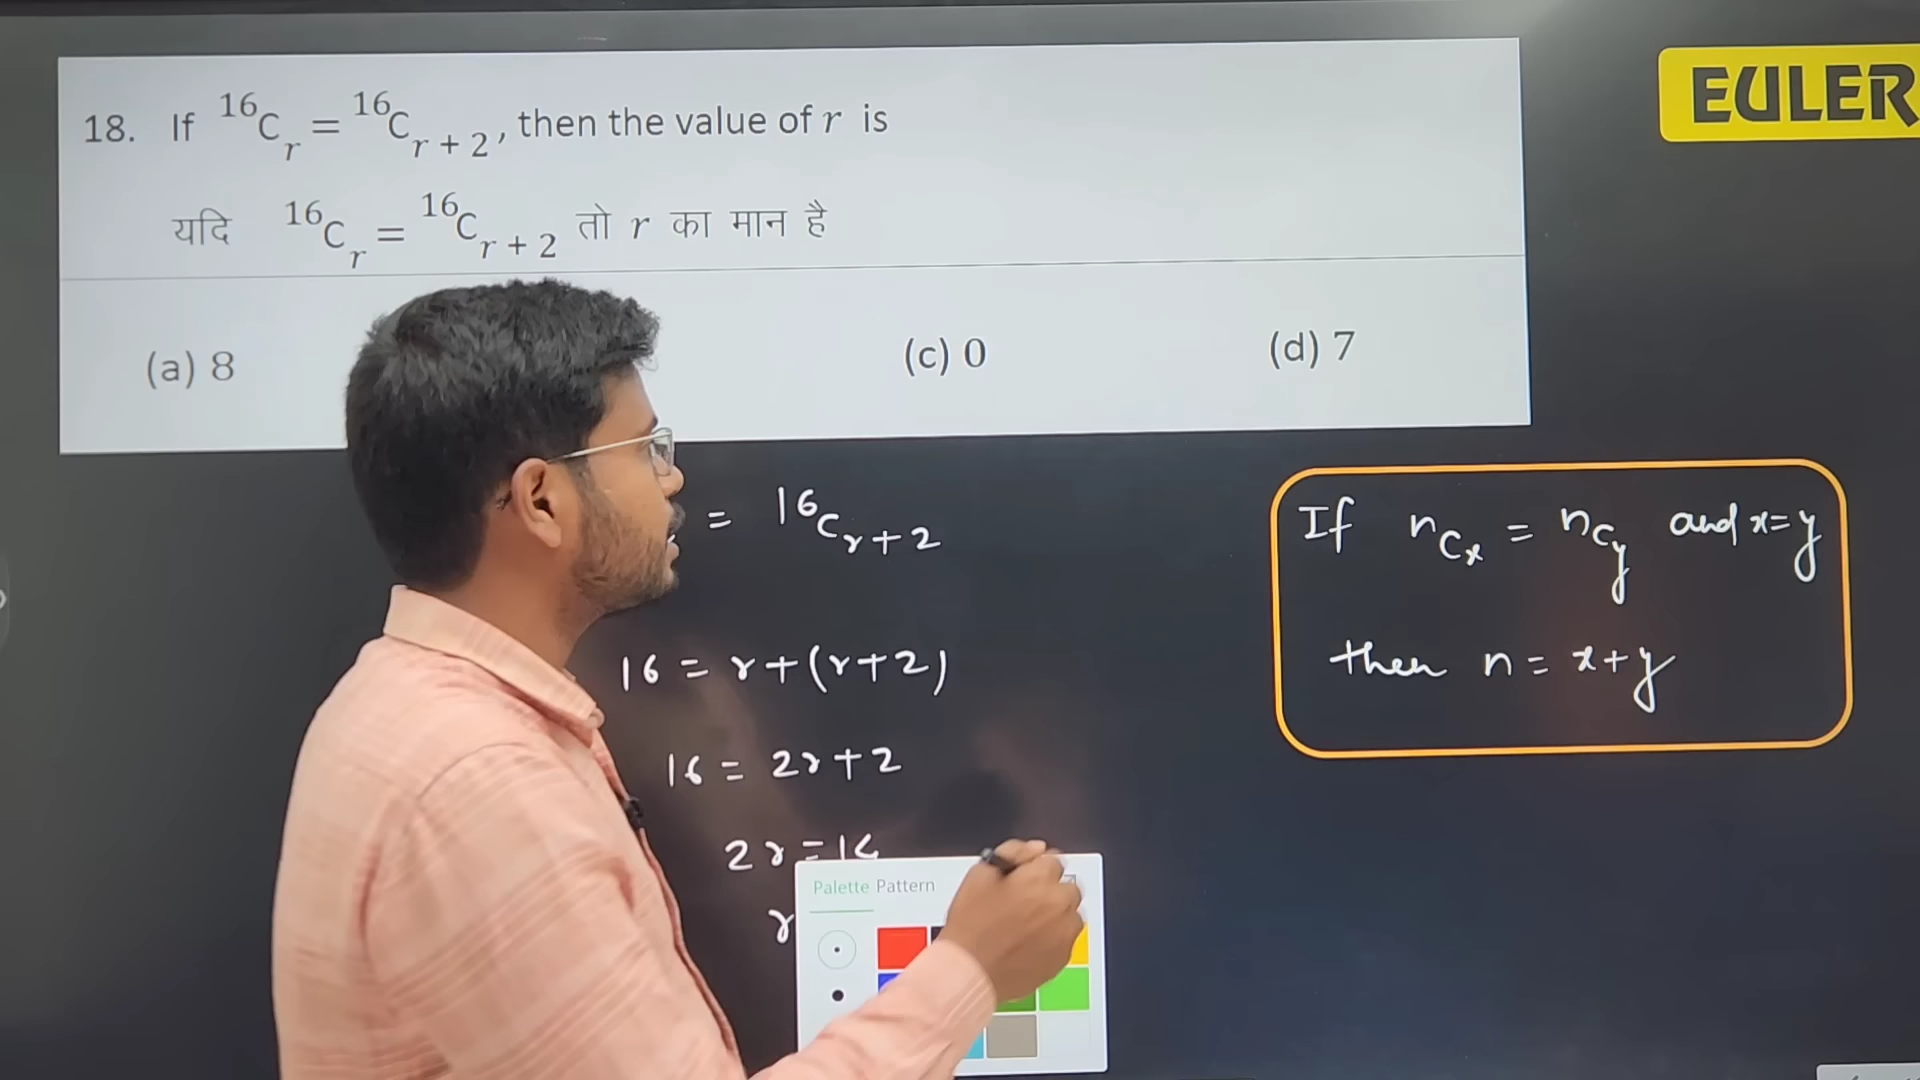 EULER
18. If ¹⁶C_r = ¹⁶C_{r + 2}, then the value of r is
यदि ¹⁶C_r = ¹⁶C_{r + 2} तो r का मान है
(a) 8 (c) 0 (d) 7
= ¹⁶C_{r+2}
16 = r+(r+2)
16 = 2r+2
2r = 14
r
If ⁿC_x = ⁿC_y and x=y
then n = x+y
Palette Pattern